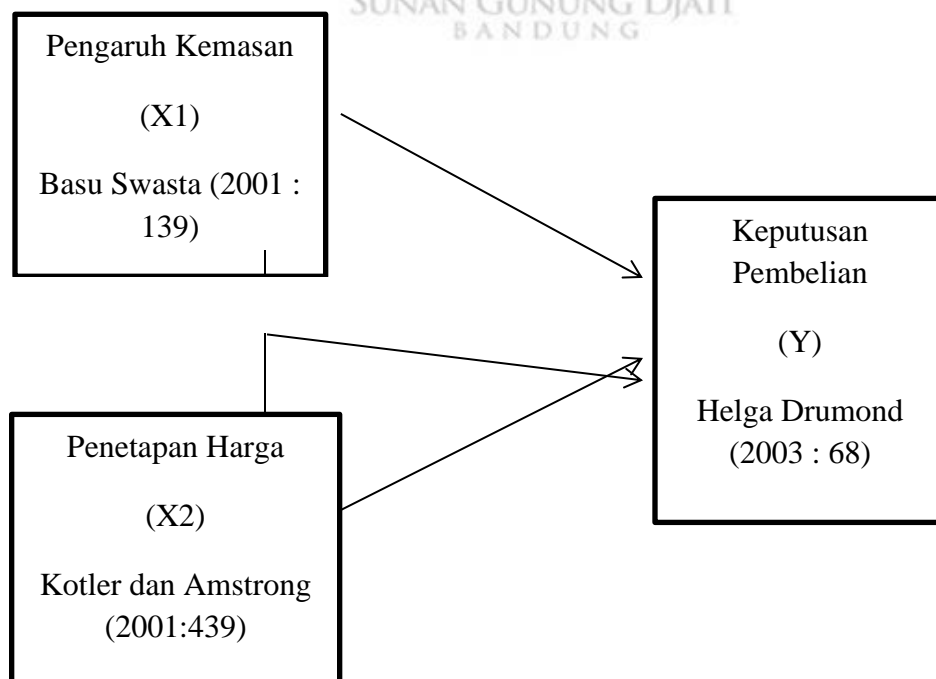 SUNAN GUNUNG DJATI
BANDUNG
Pengaruh Kemasan
(X1)
Basu Swasta (2001 :
139)
Keputusan
Pembelian
(Y)
Helga Drumond
(2003 : 68)
Penetapan Harga
(X2)
Kotler dan Amstrong
(2001:439)